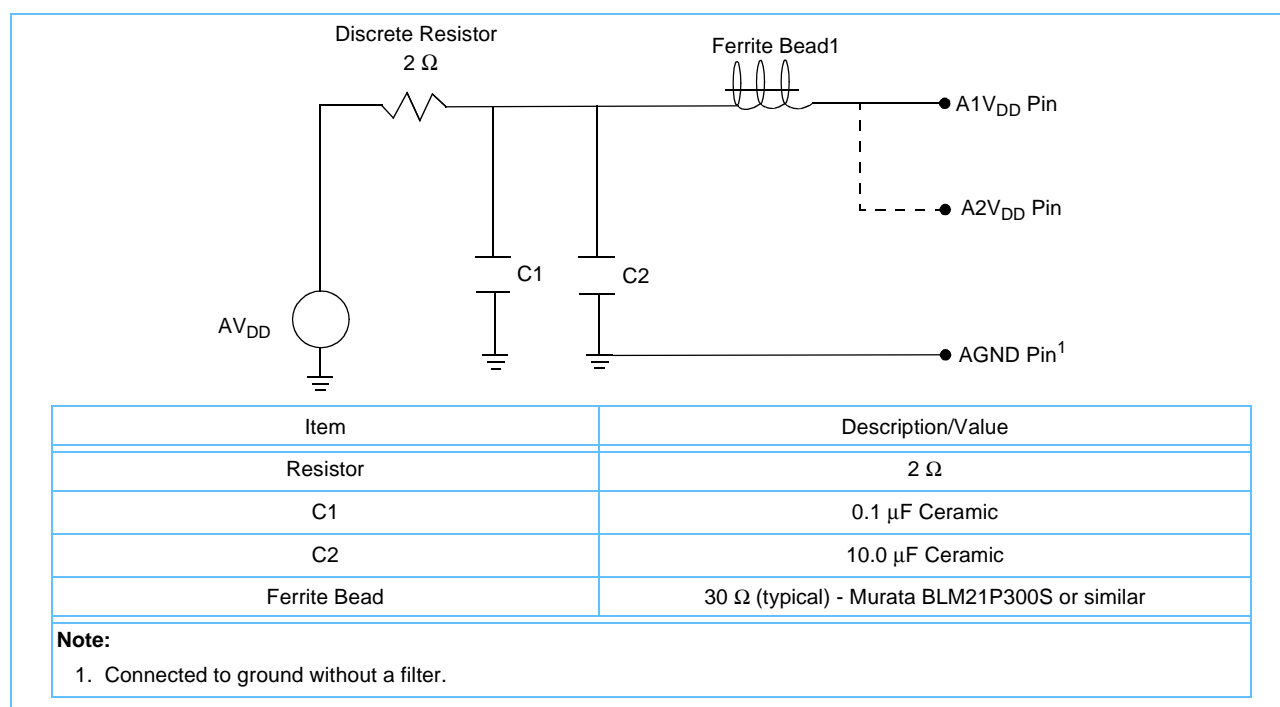 Discrete Resistor
2 Ω
Ferrite Bead1
A1VDD Pin
A2VDD Pin
C1
C2
AVDD
AGND Pin1
Item Description/Value
Resistor 2 Ω
C1 0.1 μF Ceramic
C2 10.0 μF Ceramic
Ferrite Bead 30 Ω (typical) - Murata BLM21P300S or similar
Note:
1. Connected to ground without a filter.